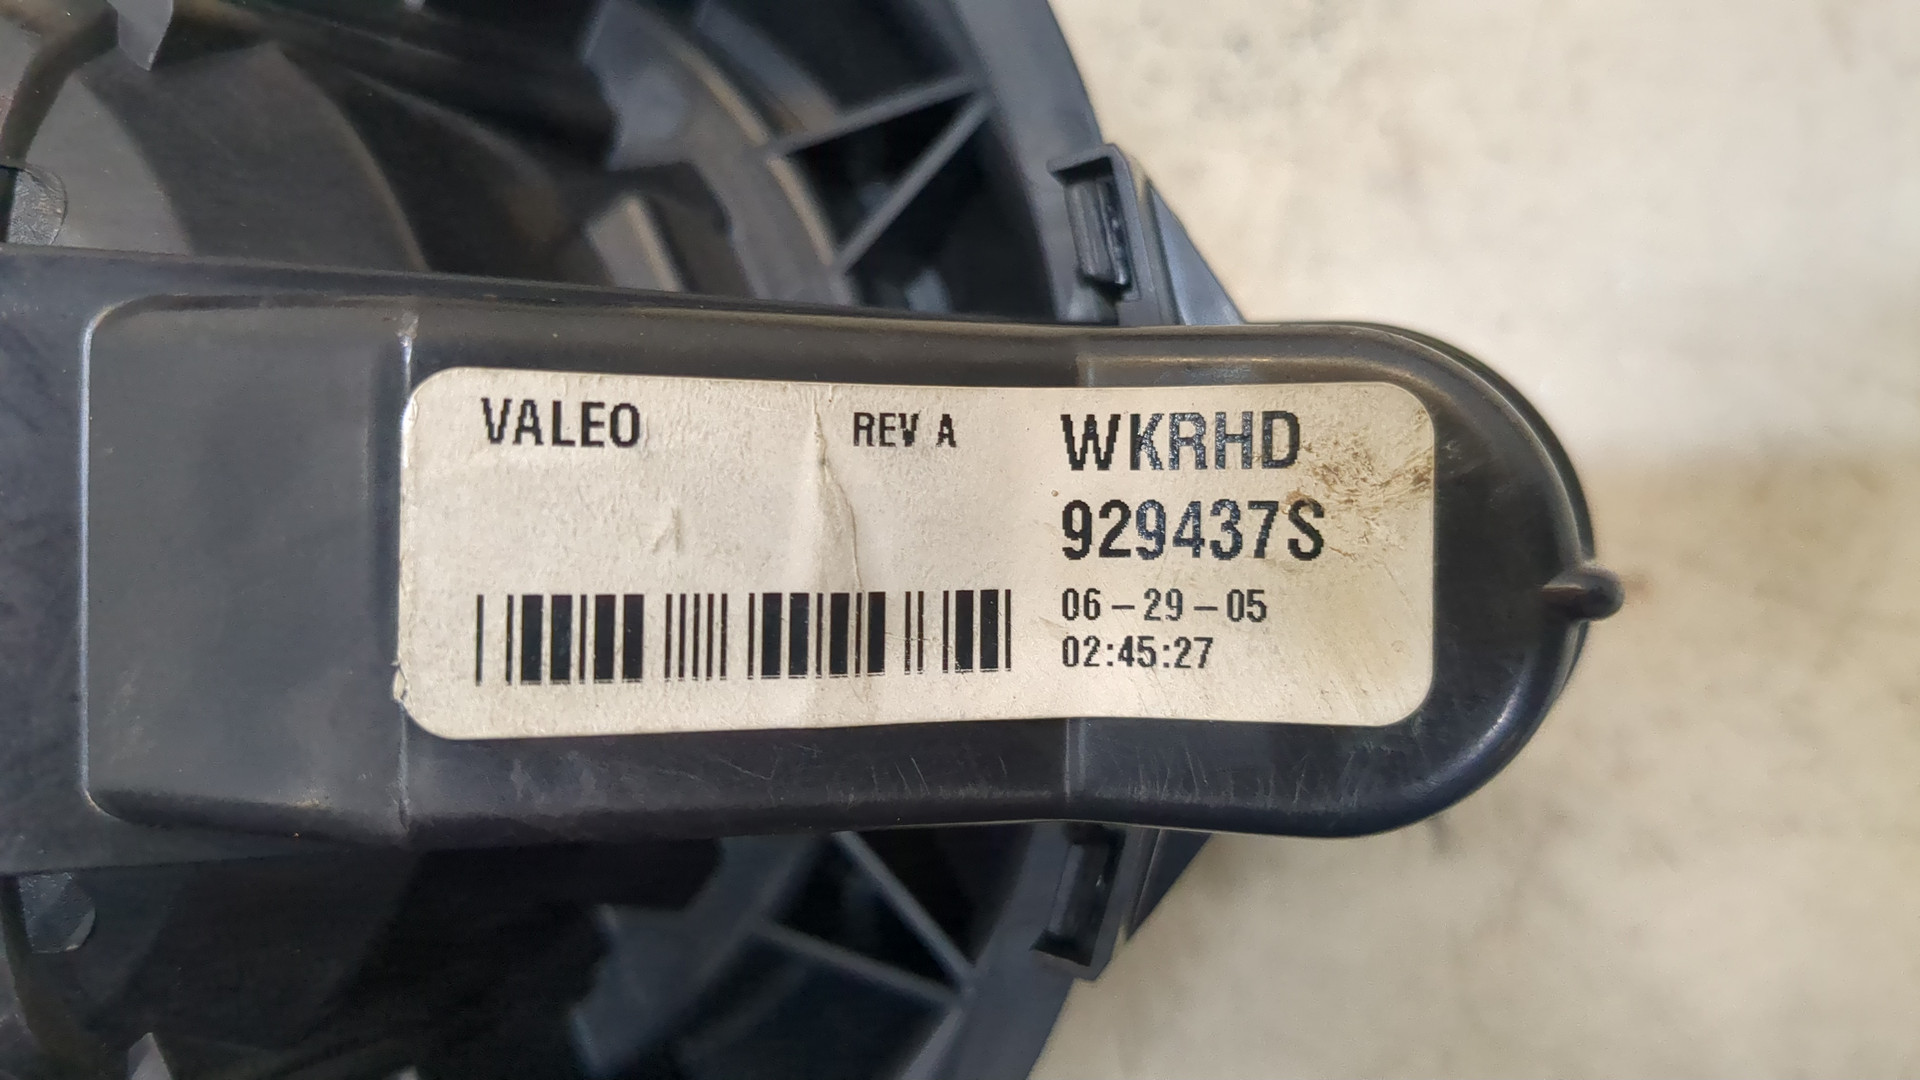 VALEO REV A WKRHD
929437S
06-29-05
02:45:27